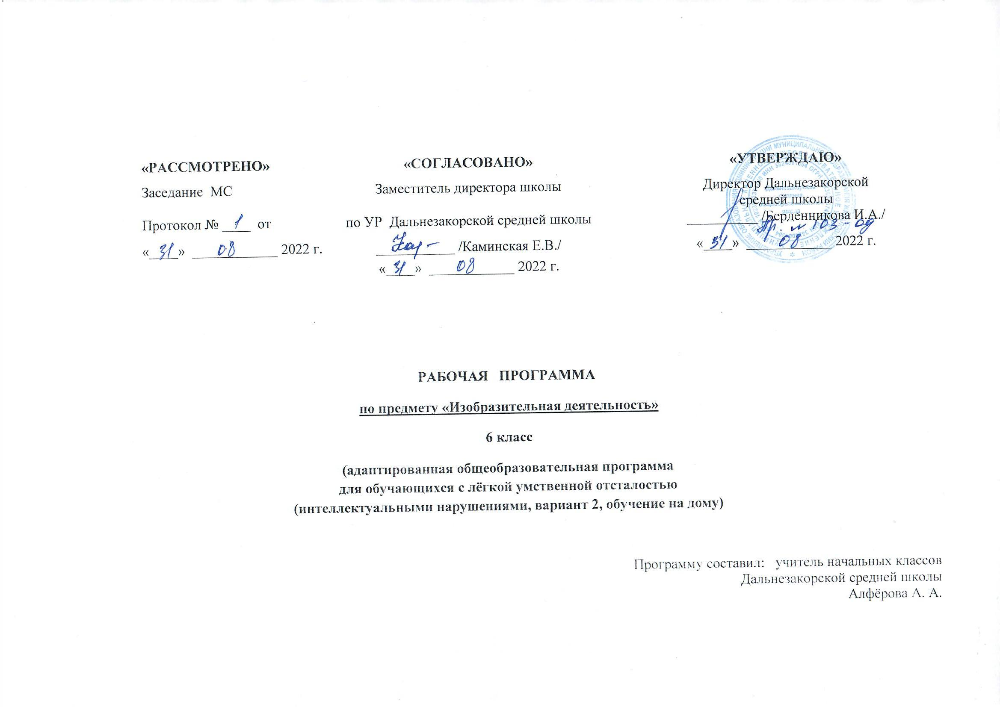 «РАССМОТРЕНО»
Заседание МС
Протокол № 1 от
«31» 08 2022 г.
«СОГЛАСОВАНО»
Заместитель директора школы
по УР Дальнезакорской средней школы
/Каминская Е.В./
«31» 08 2022 г.
«УТВЕРЖДАЮ»
Директор Дальнезакорской
средней школы
/Берденникова И.А./
Пр. № 103-од
«31» 08 2022 г.
РАБОЧАЯ ПРОГРАММА
по предмету «Изобразительная деятельность»
6 класс
(адаптированная общеобразовательная программа
для обучающихся с лёгкой умственной отсталостью
(интеллектуальными нарушениями, вариант 2, обучение на дому)
Программу составил: учитель начальных классов
Дальнезакорской средней школы
Алфёрова А. А.